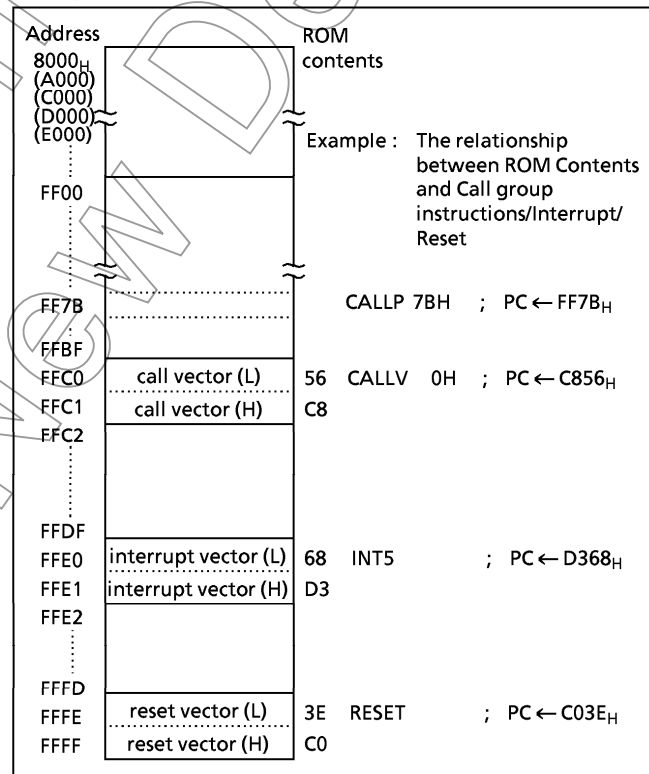 Address ROM contents
8000H
(A000)
(C000)
(D000)
(E000)
Example : The relationship between ROM Contents and Call group instructions/Interrupt/ Reset
FF00
FF7B CALLP 7BH ; PC ← FF7BH
FFBF
FFC0 call vector (L) 56 CALLV 0H ; PC ← C856H
FFC1 call vector (H) C8
FFC2
FFDF
FFE0 interrupt vector (L) 68 INT5 ; PC ← D368H
FFE1 interrupt vector (H) D3
FFE2
FFFD
FFFE reset vector (L) 3E RESET ; PC ← C03EH
FFFF reset vector (H) C0